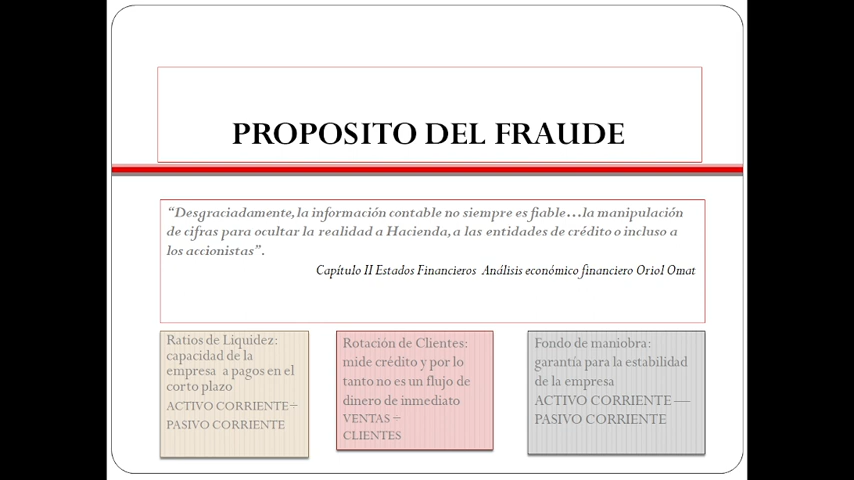 PROPOSITO DEL FRAUDE
“Desgraciadamente, la información contable no siempre es fiable…la manipulación
de cifras para ocultar la realidad a Hacienda, a las entidades de crédito o incluso a
los accionistas”.
Capítulo II Estados Financieros Análisis económico financiero Oriol Omat
Ratios de Liquidez:
capacidad de la
empresa a pagos en el
corto plazo
ACTIVO CORRIENTE÷
PASIVO CORRIENTE
Rotación de Clientes:
mide crédito y por lo
tanto no es un flujo de
dinero de inmediato
VENTAS ÷
CLIENTES
Fondo de maniobra:
garantía para la estabilidad
de la empresa
ACTIVO CORRIENTE —
PASIVO CORRIENTE